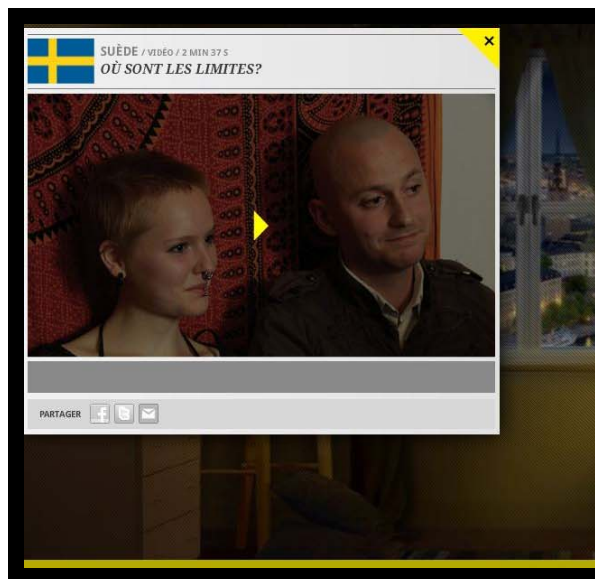 SUÈDE / VIDÉO / 2 MIN 37 S
OÙ SONT LES LIMITES?
PARTAGER